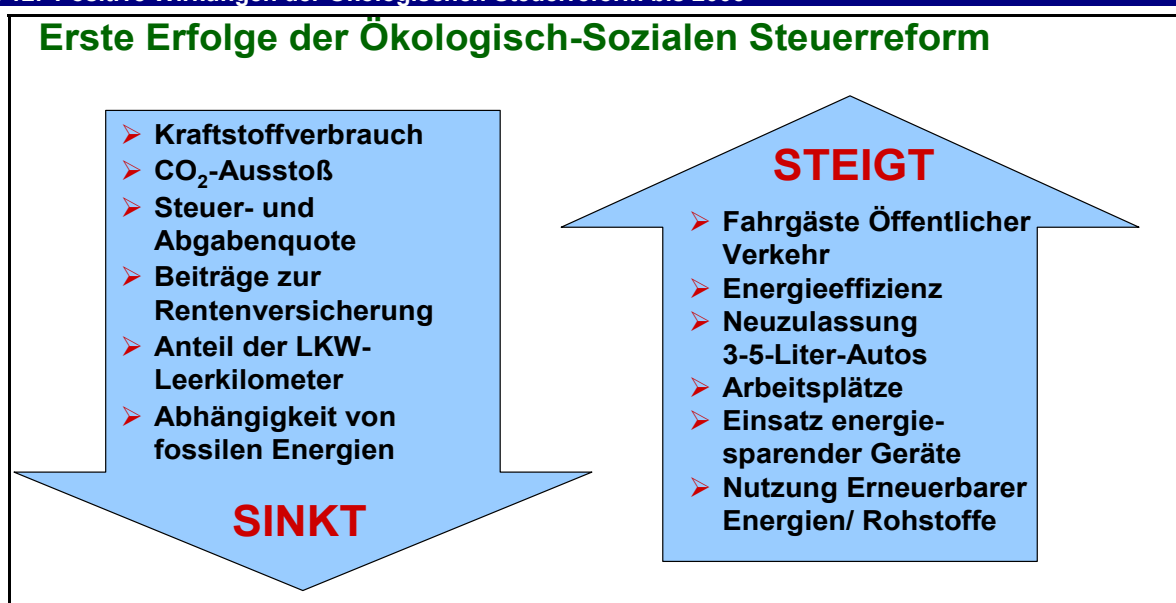 Erste Erfolge der Ökologisch-Sozialen Steuerreform
➢ Kraftstoffverbrauch
➢ CO₂-Ausstoß
➢ Steuer- und
Abgabenquote
➢ Beiträge zur
Rentenversicherung
➢ Anteil der LKW-
Leerkilometer
➢ Abhängigkeit von
fossilen Energien
SINKT
STEIGT
➢ Fahrgäste Öffentlicher
Verkehr
➢ Energieeffizienz
➢ Neuzulassung
3-5-Liter-Autos
➢ Arbeitsplätze
➢ Einsatz energie-
sparender Geräte
➢ Nutzung Erneuerbarer
Energien/ Rohstoffe